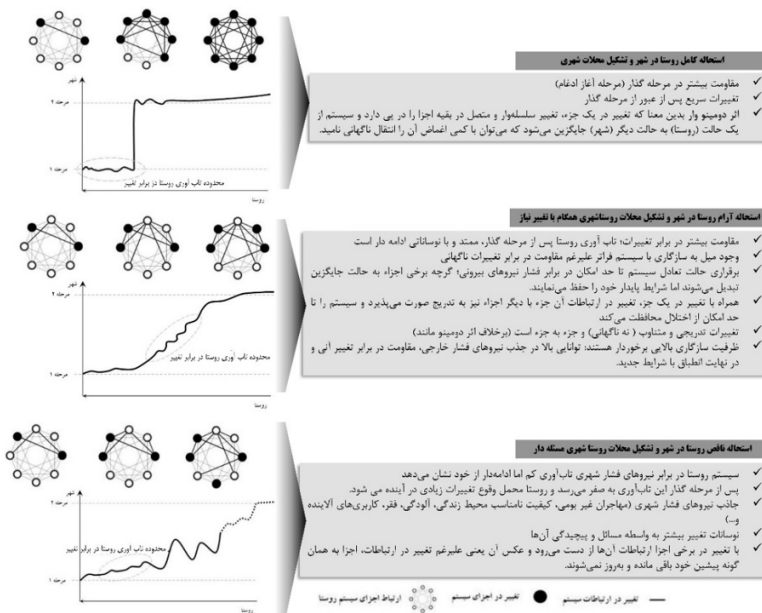 استحاله کامل روستا در شهر و تشکیل محلات شهری
✓ مقاومت بیشتر در مرحله گذار (مرحله آغاز ادغام)
✓ تغییرات سریع پس از عبور از مرحله گذار
✓ اثر دومینو وار بدین معنا که تغییر در یک جزء، تغییر سلسله‌وار و متصل در بقیه اجزا را در پی دارد و سیستم از
یک حالت (روستا) به حالت دیگر (شهر) جایگزین می‌شود که می‌توان با کمی اغماض آن را انتقال ناگهانی نامید.
شهر
مرحله ۲
مرحله ۱
محدوده تاب آوری روستا در برابر تغییر
روستا
استحاله آرام روستا در شهر و تشکیل محلات روستاشهری همگام با تغییر نیاز
✓ مقاومت بیشتر در برابر تغییرات؛ تاب آوری روستا پس از مرحله گذار، ممتد و با نوساناتی ادامه دار است
✓ وجود میل به سازگاری با سیستم فراتر علیرغم مقاومت در برابر تغییرات ناگهانی
✓ برقراری حالت تعادل سیستم تا حد امکان در برابر فشار نیروهای بیرونی؛ گرچه برخی اجزاء به حالت جایگزین
تبدیل می‌شوند اما شرایط پایدار خود را حفظ می‌نمایند.
✓ همراه با تغییر در یک جزء، تغییر در ارتباطات آن جزء با دیگر اجزاء نیز به تدریج صورت می‌پذیرد و سیستم را تا
حد امکان از اختلال محافظت می‌کند
✓ تغییرات تدریجی و متناوب ( نه ناگهانی) و جزء به جزء است (برخلاف اثر دومینو مانند)
✓ ظرفیت سازگاری بالایی برخوردار هستند: توانایی بالا در جذب نیروهای فشار خارجی، مقاومت در برابر تغییر آنی و
در نهایت انطباق با شرایط جدید.
شهر
مرحله ۲
مرحله ۱
محدوده تاب آوری روستا در برابر تغییر
روستا
استحاله ناقص روستا در شهر و تشکیل محلات روستا شهری مسئله دار
✓ سیستم روستا در برابر نیروهای فشار شهری تاب‌آوری کم اما ادامه‌دار از خود نشان می‌دهد
✓ پس از مرحله گذار این تاب‌آوری به صفر می‌رسد و روستا محمل وقوع تغییرات زیادی در آینده می شود.
✓ جاذب نیروهای فشار شهری (مهاجران غیر بومی، کیفیت نامناسب محیط زندگی، آلودگی، فقر، کاربری‌های آلاینده
و...)
✓ نوسانات تغییر بیشتر به واسطه مسائل و پیچیدگی آن‌ها
✓ با تغییر در برخی اجزا ارتباطات آن‌ها از دست می‌رود و عکس آن یعنی علیرغم تغییر در ارتباطات، اجزا به همان
گونه پیشین خود باقی مانده و به‌روز نمی‌شوند.
شهر
مرحله ۲
مرحله ۱
محدوده تاب آوری روستا در برابر تغییر
روستا
تغییر در ارتباطات سیستم
تغییر در اجزای سیستم
ارتباط اجزای سیستم روستا